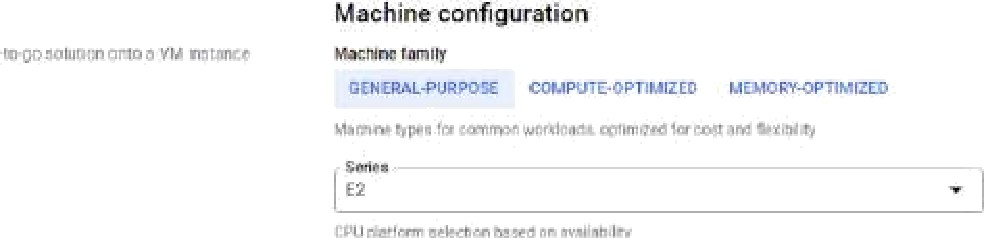 Machine configuration
-to-go solution onto a VM instance
Machine family
GENERAL-PURPOSE COMPUTE-OPTIMIZED MEMORY-OPTIMIZED
Machine types for common workloads, optimized for cost and flexibility
Series
E2
CPU platform selection based on availability